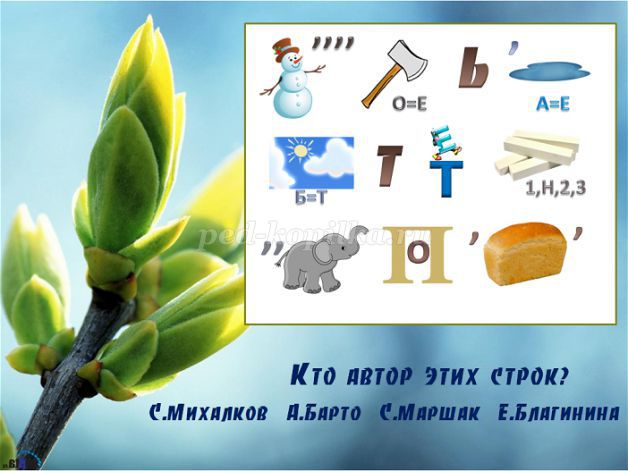 ,,,, Ь ,
О=Е А=Е
Т Е Т
Б=Т 1,Н,2,3
ped-kopilka.ru
,, П О , ,
Кто автор этих строк?
С.Михалков А.Барто С.Маршак Е.Благинина